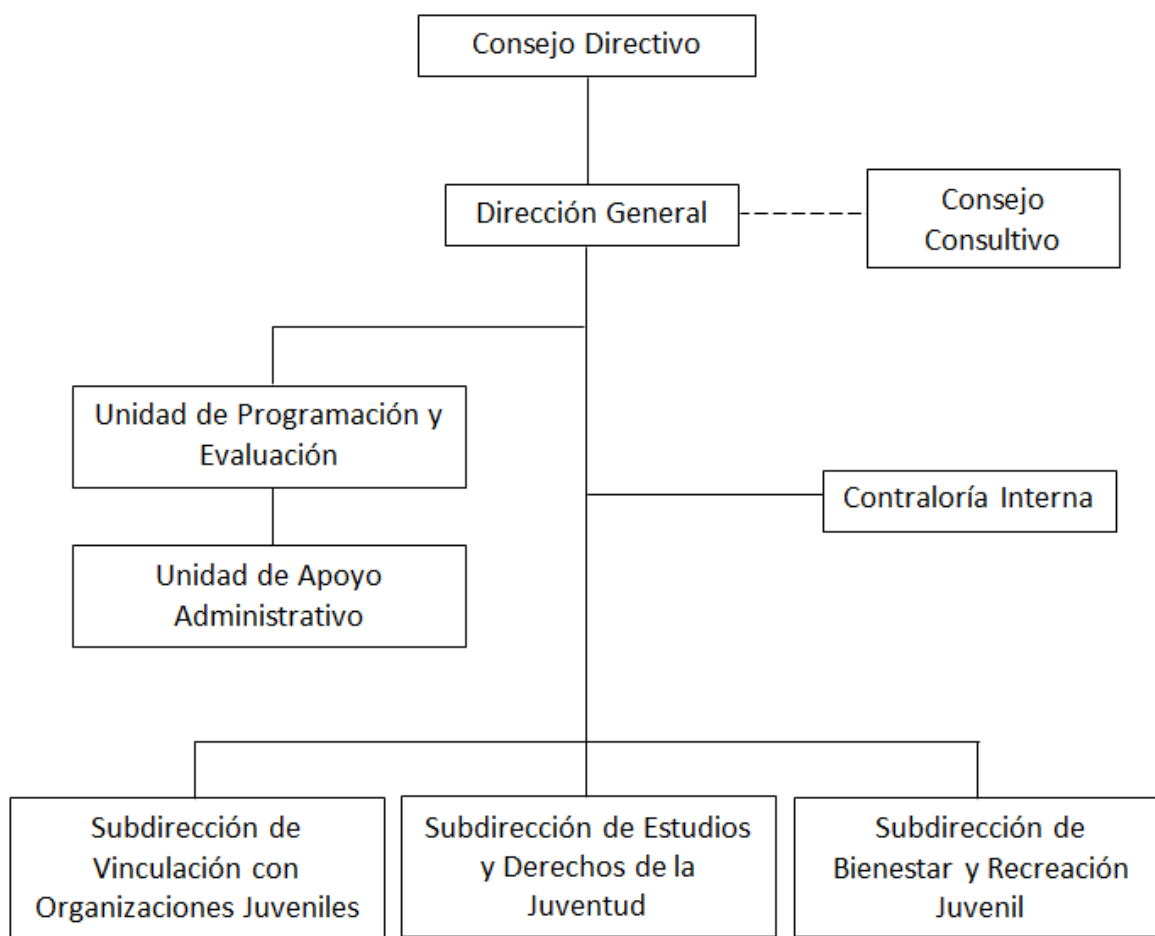 Consejo Directivo
Dirección General
Consejo
Consultivo
Unidad de Programación y
Evaluación
Contraloría Interna
Unidad de Apoyo
Administrativo
Subdirección de
Vinculación con
Organizaciones Juveniles
Subdirección de Estudios
y Derechos de la
Juventud
Subdirección de
Bienestar y Recreación
Juvenil